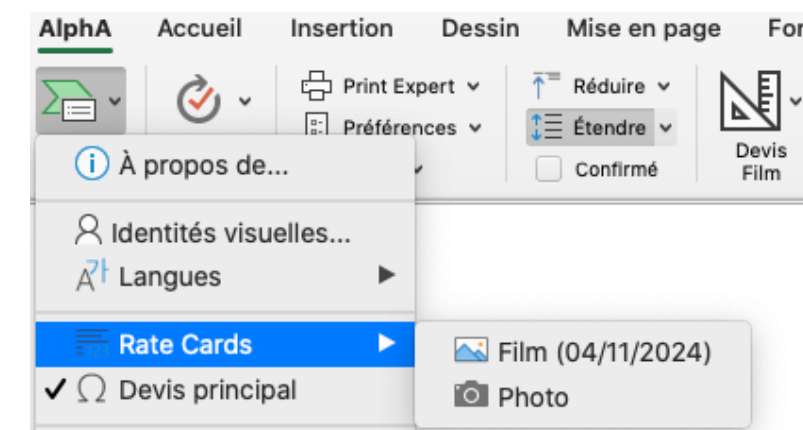 AlphA Accueil Insertion Dessin Mise en page For
Print Expert Réduire
Préférences Étendre
Confirmé
Devis
Film
À propos de...
Identités visuelles...
Langues
Rate Cards
Film (04/11/2024)
Devis principal
Photo